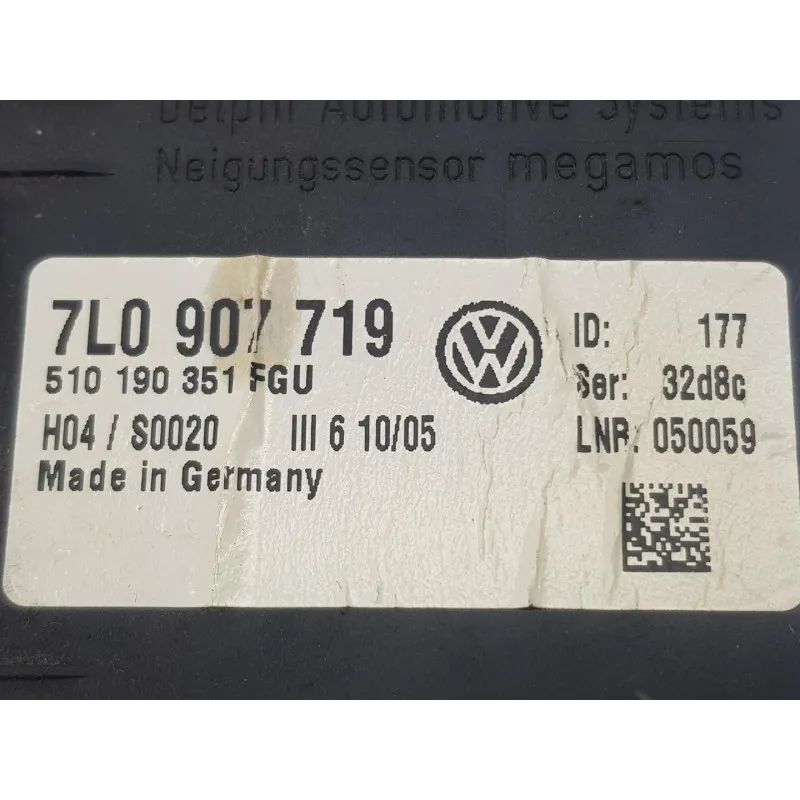 Delphi Automotive Systems
Neigungssensor megamos
7L0 907 719
510 190 351 FGU
H04 / S0020 III 6 10/05
Made in Germany
VW
ID: 177
Ser: 32d8c
LNR: 050059